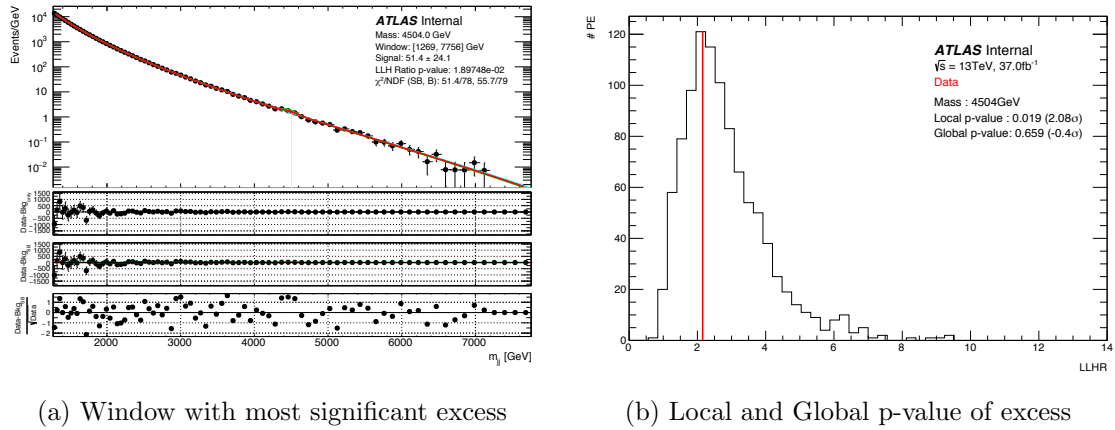 Events/GeV
10⁴
10³
10²
10
1
10⁻¹
10⁻²
ATLAS Internal
Mass: 4504.0 GeV
Window: [1269, 7756] GeV
Signal: 51.4 ± 24.1
LLH Ratio p-value: 1.89748e-02
χ²/NDF (SB, B): 51.4/78, 55.7/79
Data-Bkg only
1500
1000
500
0
−500
−1000
−1500
Data-Bkg SB
1500
1000
500
0
−500
−1000
−1500
Data-Bkg SB
√Data
1
0
−1
−2
2000 3000 4000 5000 6000 7000
m_jj [GeV]
(a) Window with most significant excess
# PE
120
100
80
60
40
20
0
ATLAS Internal
√s = 13TeV, 37.0fb⁻¹
Data
Mass : 4504GeV
Local p-value : 0.019 (2.08σ)
Global p-value: 0.659 (-0.4σ)
0 2 4 6 8 10 12 14
LLHR
(b) Local and Global p-value of excess